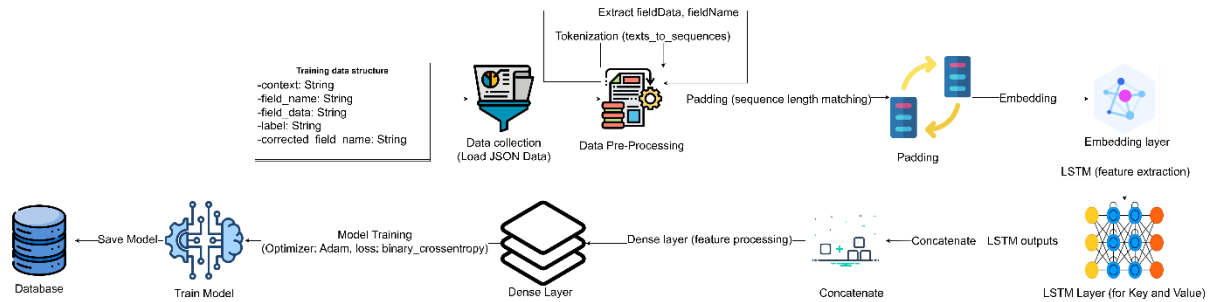 Extract fieldData, fieldName
Tokenization (texts_to_sequences)
Training data structure
-context: String
-field_name: String
-field_data: String
-label: String
-corrected_field_name: String
Data collection
(Load JSON Data)
Data Pre-Processing
Padding (sequence length matching)
Padding
Embedding
Embedding layer
LSTM (feature extraction)
LSTM Layer (for Key and Value)
Concatenate LSTM outputs
Concatenate
Dense layer (feature processing)
Dense Layer
Model Training
(Optimizer: Adam, loss: binary_crossentropy)
Train Model
Save Model
Database